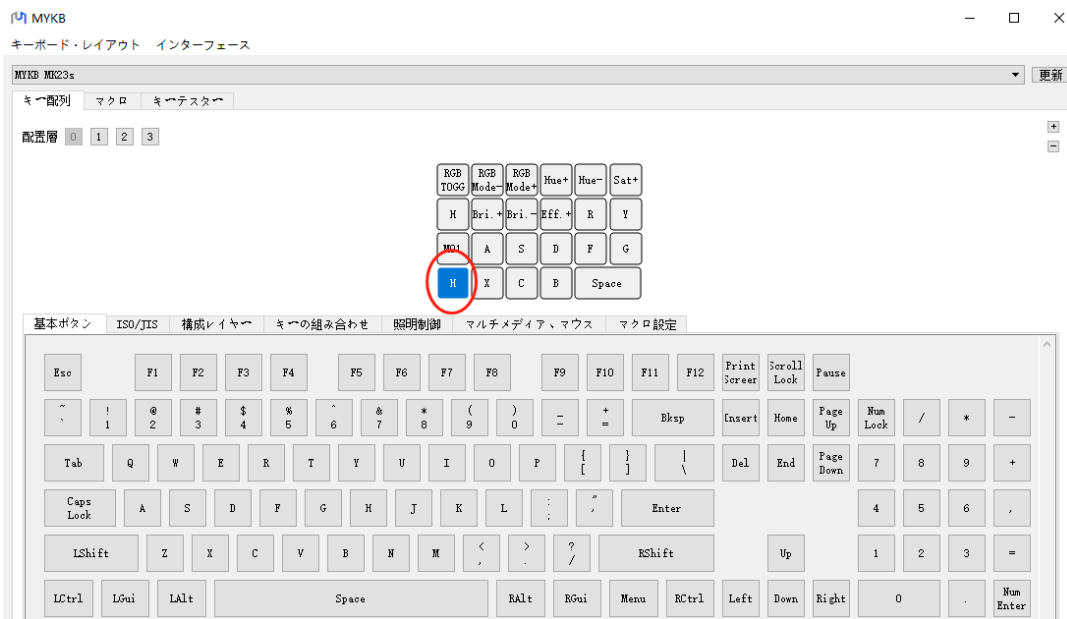 MYKB
キーボード・レイアウト インターフェース
MYKB MK23s 更新
キー配列 マクロ キーテスター
配置層 0 1 2 3
+
-
RGB TOGG RGB Mode- RGB Mode+ Hue+ Hue- Sat+
H Bri.+ Bri.- Eff.+ R Y
A S D F G
H X C B Space
基本ボタン ISO/JIS 構成レイヤー キーの組み合わせ 照明制御 マルチメディア、マウス マクロ設定
Esc F1 F2 F3 F4 F5 F6 F7 F8 F9 F10 F11 F12 Print Screer Scroll Lock Pause
~ ` ! 1 @ 2 # 3 $ 4 % 5 ^ 6 & 7 * 8 ( 9 ) 0 _ - + = Bksp Insert Home Page Up Num Lock / * -
Tab Q W E R T Y U I O P { [ } ] | \ Del End Page Down 7 8 9 +
Caps Lock A S D F G H J K L : ; " ' Enter 4 5 6 ,
LShift Z X C V B N M < , > . ? / RShift Up 1 2 3 =
LCtrl LGui LAlt Space RAlt RGui Menu RCtrl Left Down Right 0 . Num Enter